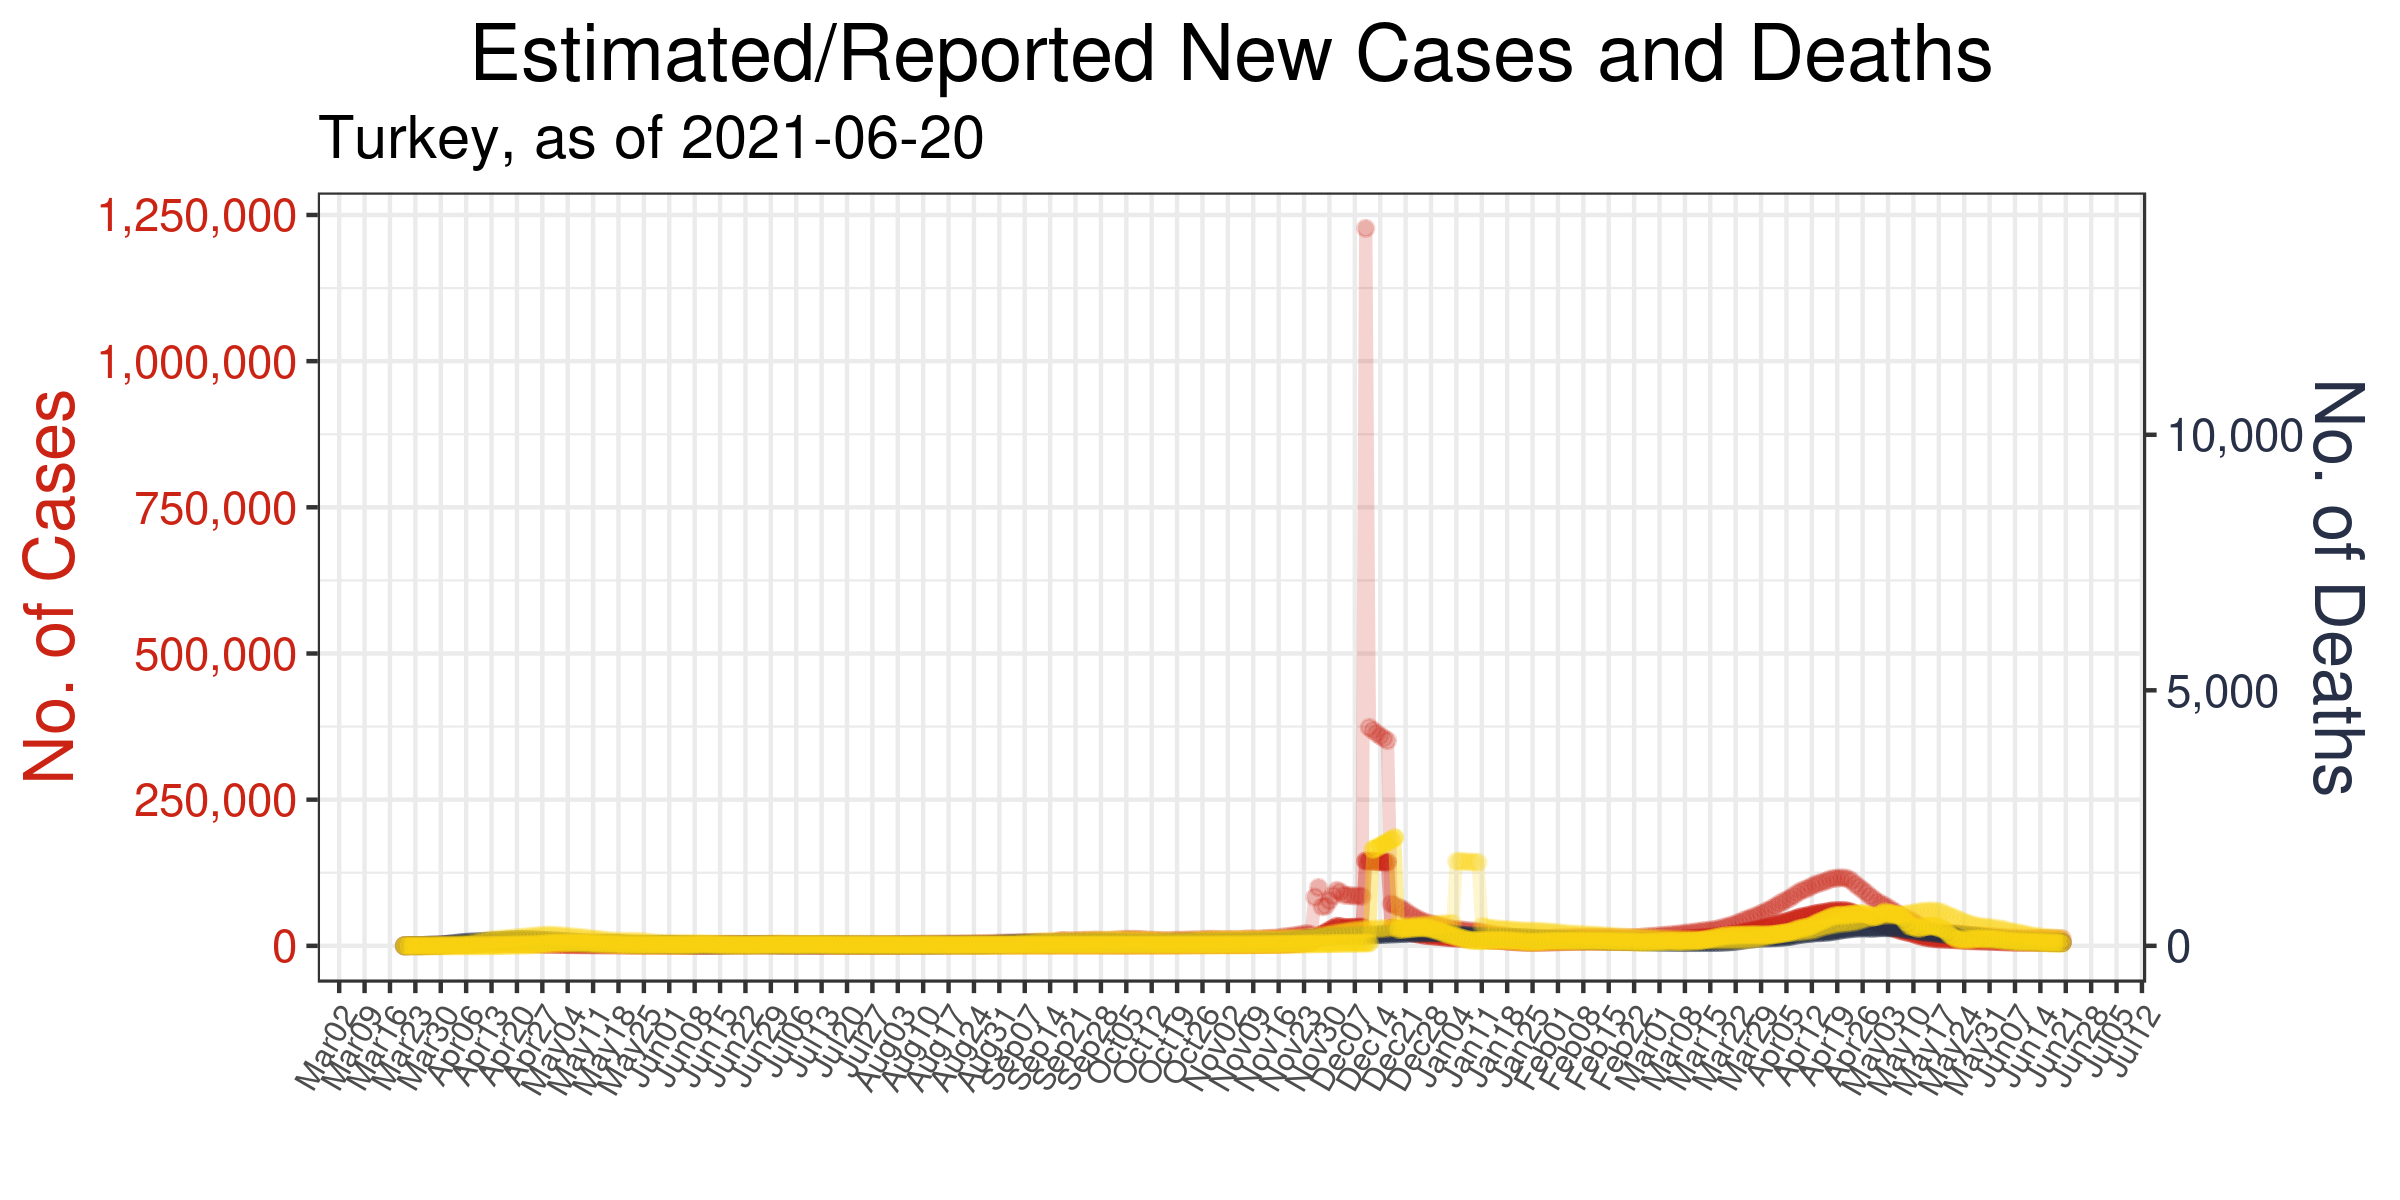 Estimated/Reported New Cases and Deaths
Turkey, as of 2021-06-20
No. of Cases
1,250,000
1,000,000
750,000
500,000
250,000
0
10,000
5,000
0
No. of Deaths
Mar02
Mar09
Mar16
Mar23
Mar30
Apr06
Apr13
Apr20
Apr27
May04
May11
May18
May25
Jun01
Jun08
Jun15
Jun22
Jun29
Jul06
Jul13
Jul20
Jul27
Aug03
Aug10
Aug17
Aug24
Aug31
Sep07
Sep14
Sep21
Sep28
Oct05
Oct12
Oct19
Oct26
Nov02
Nov09
Nov16
Nov23
Nov30
Dec07
Dec14
Dec21
Dec28
Jan04
Jan11
Jan18
Jan25
Feb01
Feb08
Feb15
Feb22
Mar01
Mar08
Mar15
Mar22
Mar29
Apr05
Apr12
Apr19
Apr26
May03
May10
May17
May24
May31
Jun07
Jun14
Jun21
Jun28
Jul05
Jul12